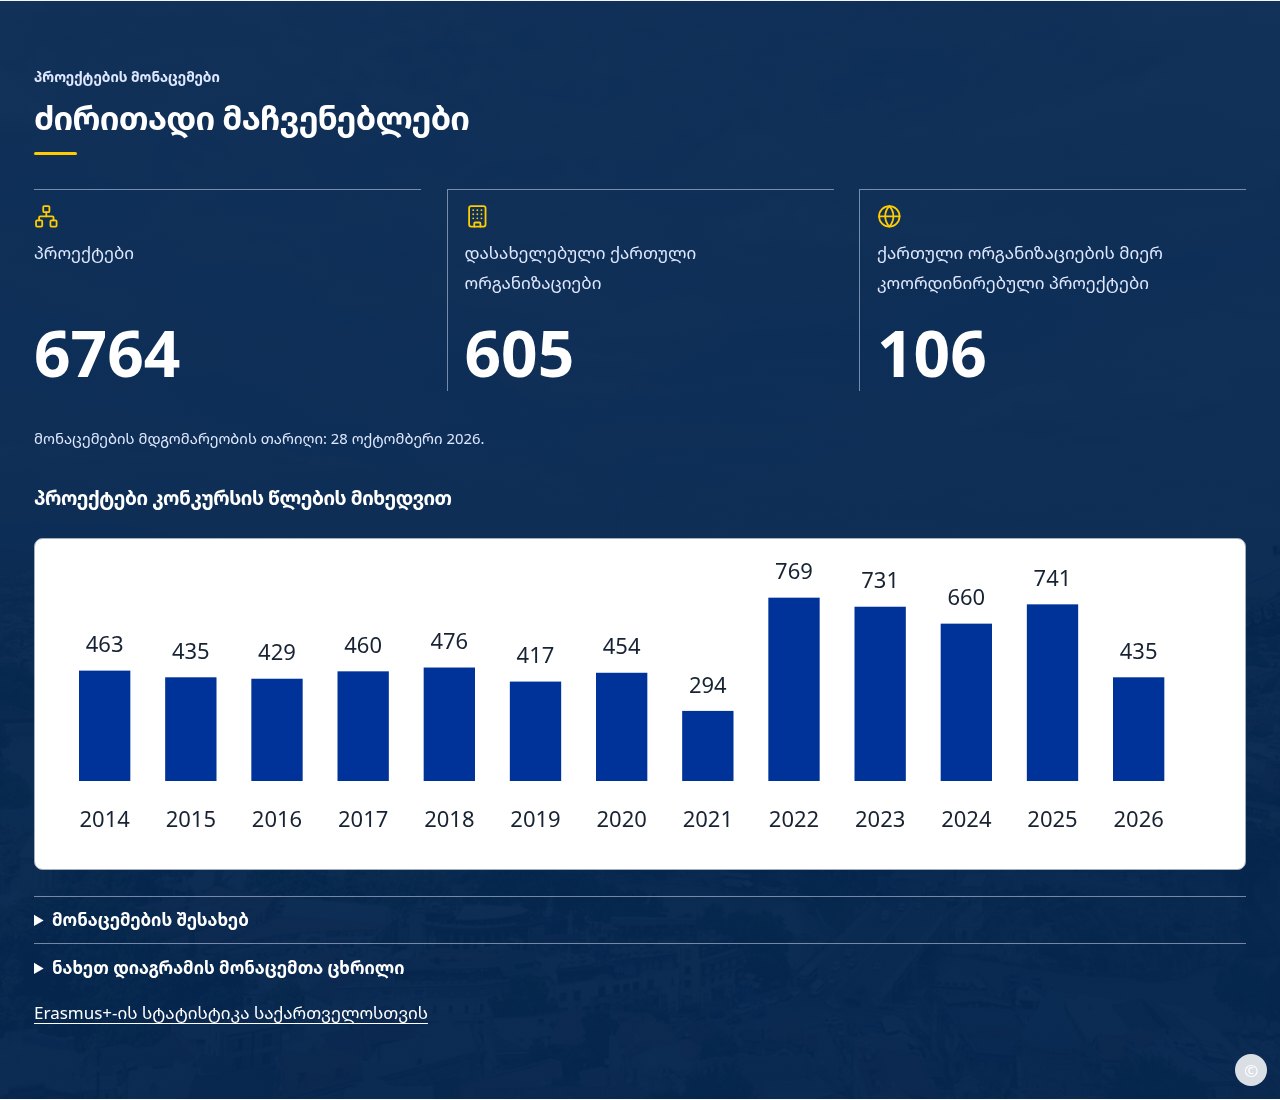 პროექტების მონაცემები
ძირითადი მაჩვენებლები
პროექტები
6764
დასახელებული ქართული
ორგანიზაციები
605
ქართული ორგანიზაციების მიერ
კოორდინირებული პროექტები
106
მონაცემების მდგომარეობის თარიღი: 28 ოქტომბერი 2026.
პროექტები კონკურსის წლების მიხედვით
463 435 429 460 476 417 454 294 769 731 660 741 435
2014 2015 2016 2017 2018 2019 2020 2021 2022 2023 2024 2025 2026
მონაცემების შესახებ
ნახეთ დიაგრამის მონაცემთა ცხრილი
Erasmus+-ის სტატისტიკა საქართველოსთვის
©